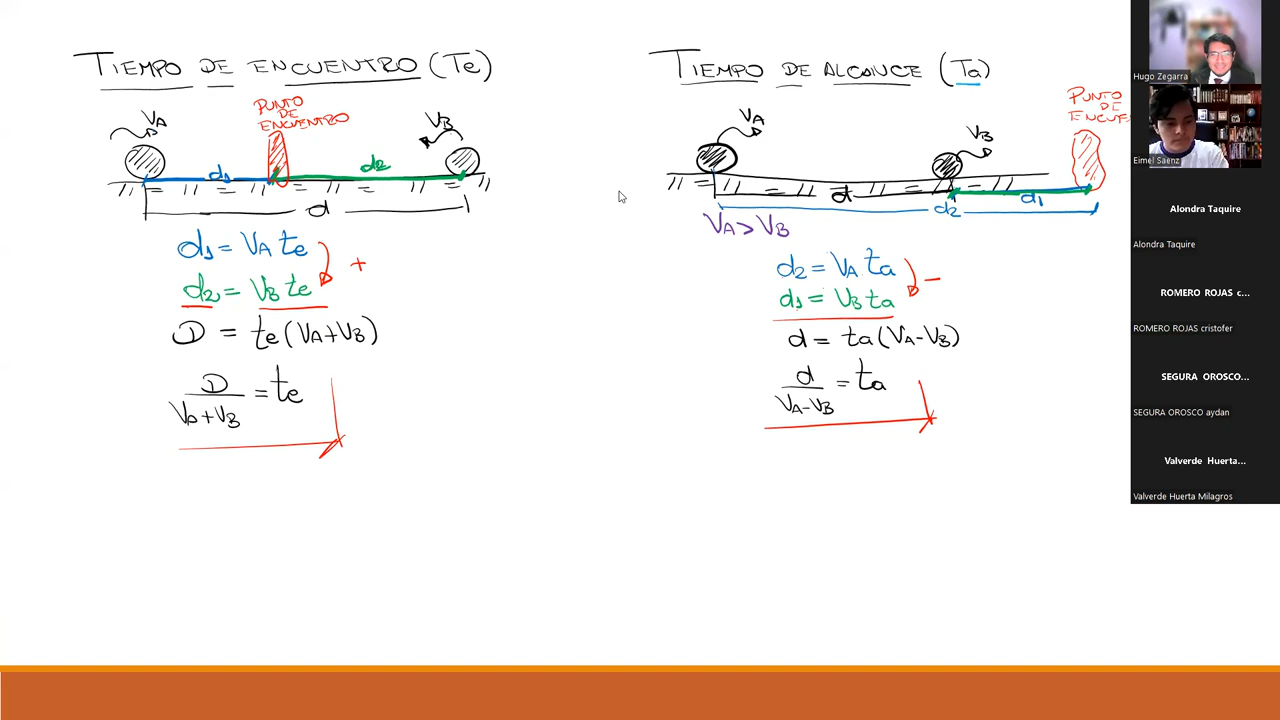 TIEMPO DE ENCUENTRO (Te)
PUNTO
DE
ENCUENTRO
VA
VB
d1
d2
d
d1 = VA te
+
d2 = VB te
D = te (VA+VB)
D
= te
VA+VB
TIEMPO DE ALCANCE (Ta)
PUNTO
DE
ENCUE
VA
VB
d
d1
d2
VA > VB
d2 = VA ta
−
d1 = VB ta
d = ta (VA-VB)
d
= ta
VA-VB
Hugo Zegarra
Eimel Saenz
Alondra Taquire
Alondra Taquire
ROMERO ROJAS c...
ROMERO ROJAS cristofer
SEGURA OROSCO...
SEGURA OROSCO aydan
Valverde Huerta...
Valverde Huerta Milagros